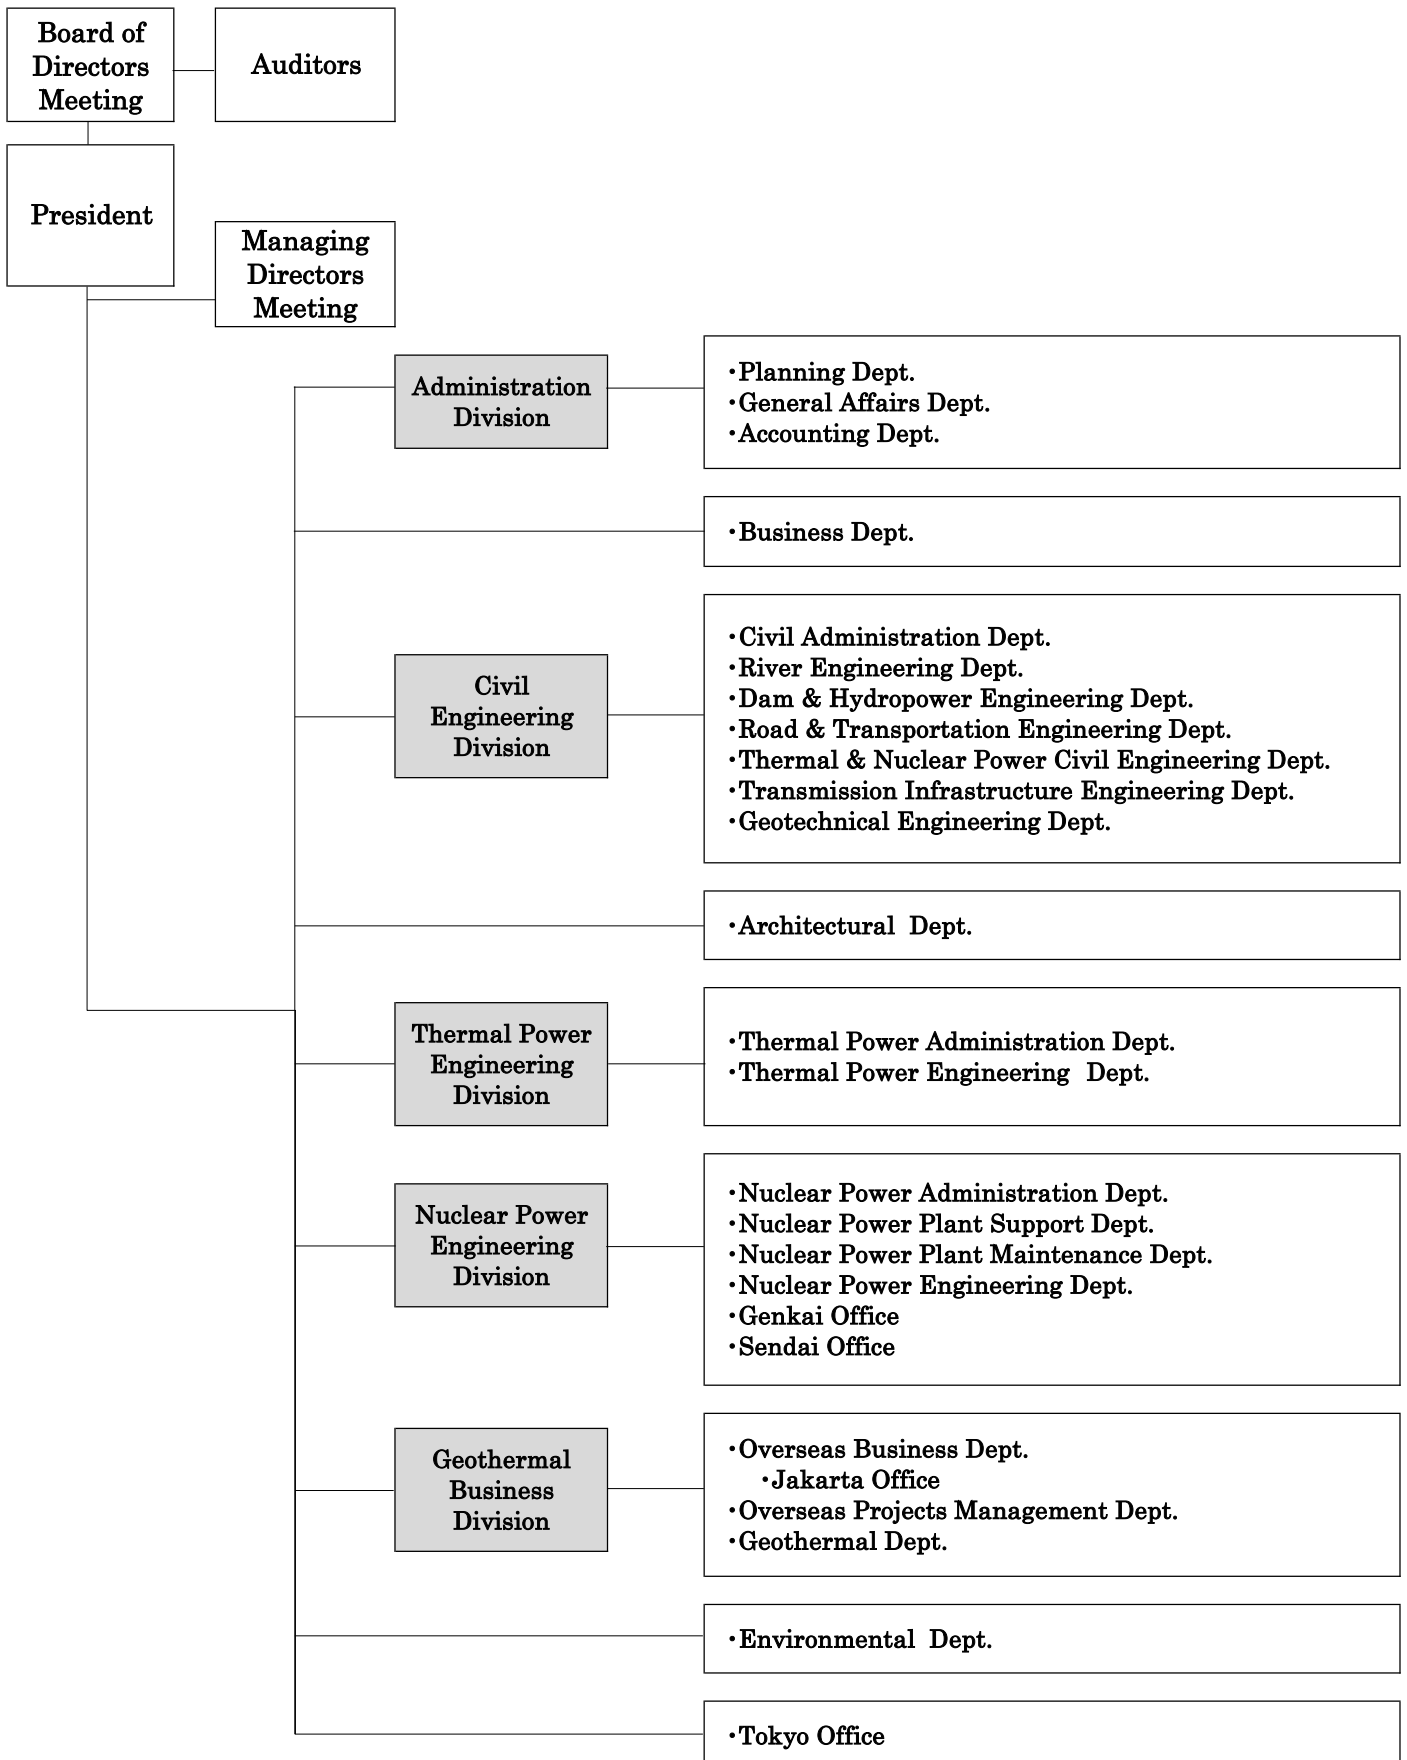 Board of
Directors
Meeting
Auditors
President
Managing
Directors
Meeting
Administration
Division
・Planning Dept.
・General Affairs Dept.
・Accounting Dept.
・Business Dept.
Civil
Engineering
Division
・Civil Administration Dept.
・River Engineering Dept.
・Dam & Hydropower Engineering Dept.
・Road & Transportation Engineering Dept.
・Thermal & Nuclear Power Civil Engineering Dept.
・Transmission Infrastructure Engineering Dept.
・Geotechnical Engineering Dept.
・Architectural  Dept.
Thermal Power
Engineering
Division
・Thermal Power Administration Dept.
・Thermal Power Engineering  Dept.
Nuclear Power
Engineering
Division
・Nuclear Power Administration Dept.
・Nuclear Power Plant Support Dept.
・Nuclear Power Plant Maintenance Dept.
・Nuclear Power Engineering Dept.
・Genkai Office
・Sendai Office
Geothermal
Business
Division
・Overseas Business Dept.
・Jakarta Office
・Overseas Projects Management Dept.
・Geothermal Dept.
・Environmental  Dept.
・Tokyo Office